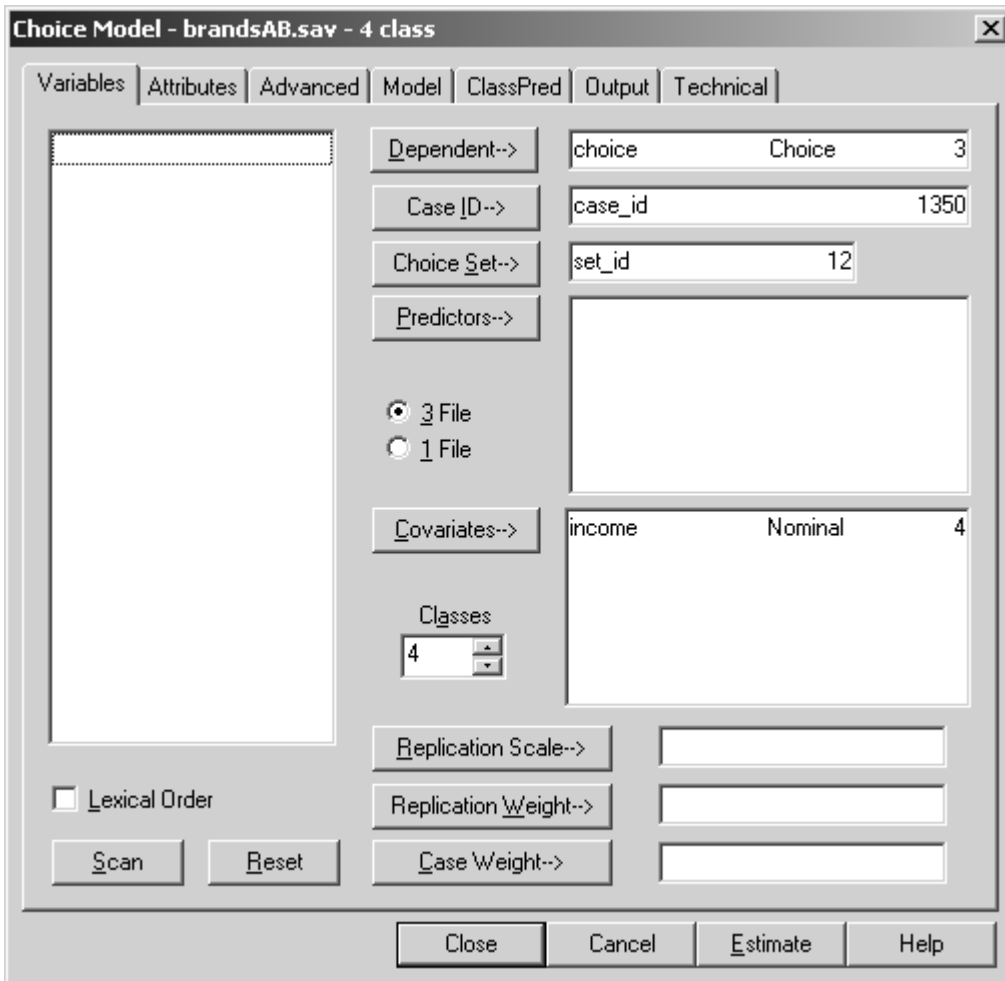 Choice Model - brandsAB.sav - 4 class
Variables Attributes Advanced Model ClassPred Output Technical
Dependent--> choice Choice 3
Case ID--> case_id 1350
Choice Set--> set_id 12
Predictors-->
3 File
1 File
Covariates--> income Nominal 4
Classes
4
Replication Scale-->
Lexical Order
Replication Weight-->
Scan Reset Case Weight-->
Close Cancel Estimate Help